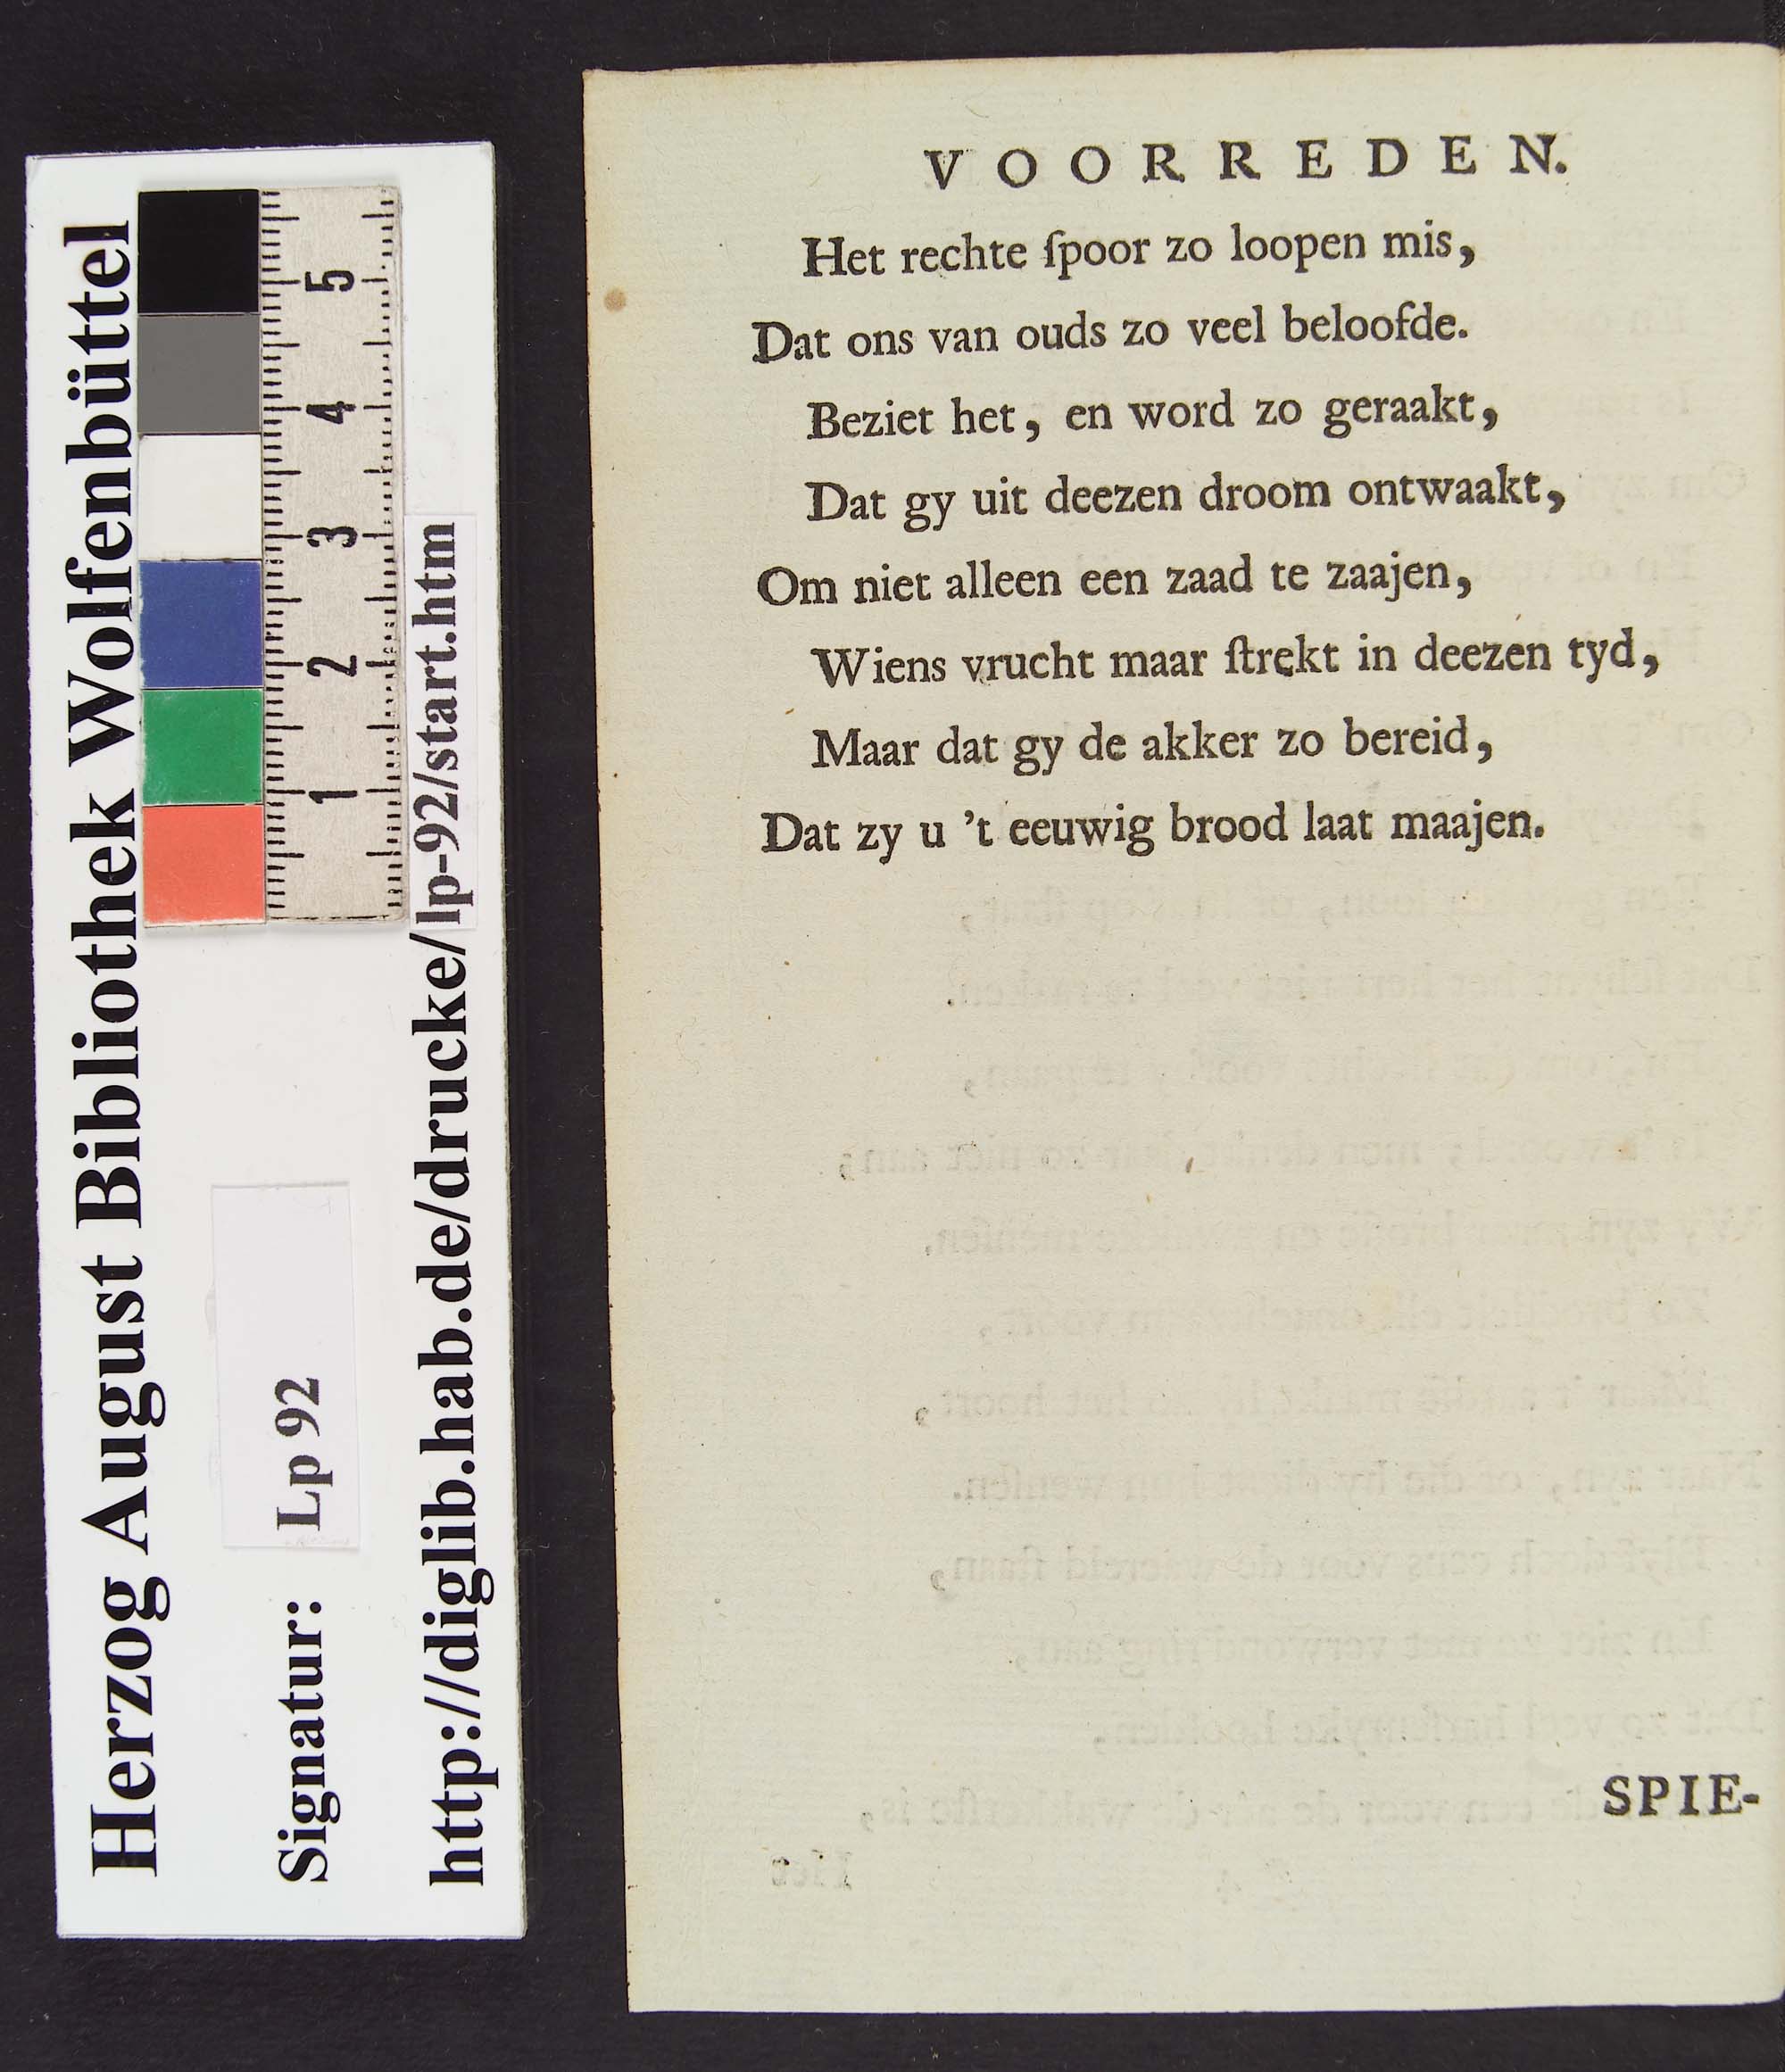 VOORREDEN.
Het rechte ſpoor zo loopen mis,
Dat ons van ouds zo veel beloofde.
Beziet het, en word zo geraakt,
Dat gy uit deezen droom ontwaakt,
Om niet alleen een zaad te zaajen,
Wiens vrucht maar ſtrekt in deezen tyd,
Maar dat gy de akker zo bereid,
Dat zy u 't eeuwig brood laat maajen.
SPIE-
Herzog August Bibliothek Wolfenbüttel
Signatur: Lp 92
http://diglib.hab.de/drucke/lp-92/start.htm
5
4
3
2
1